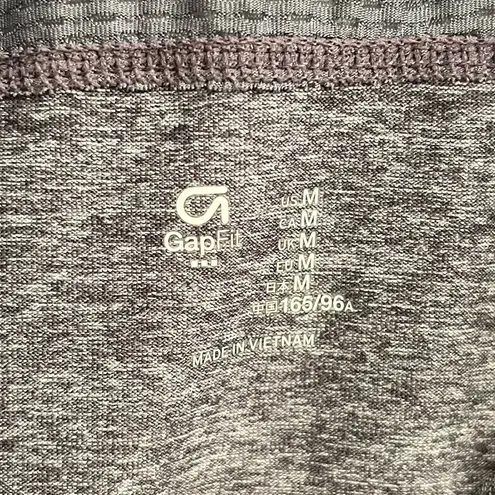 GapFit
US M
CA M
UK M
EU M
日本 M
中国 165/96A
MADE IN VIETNAM